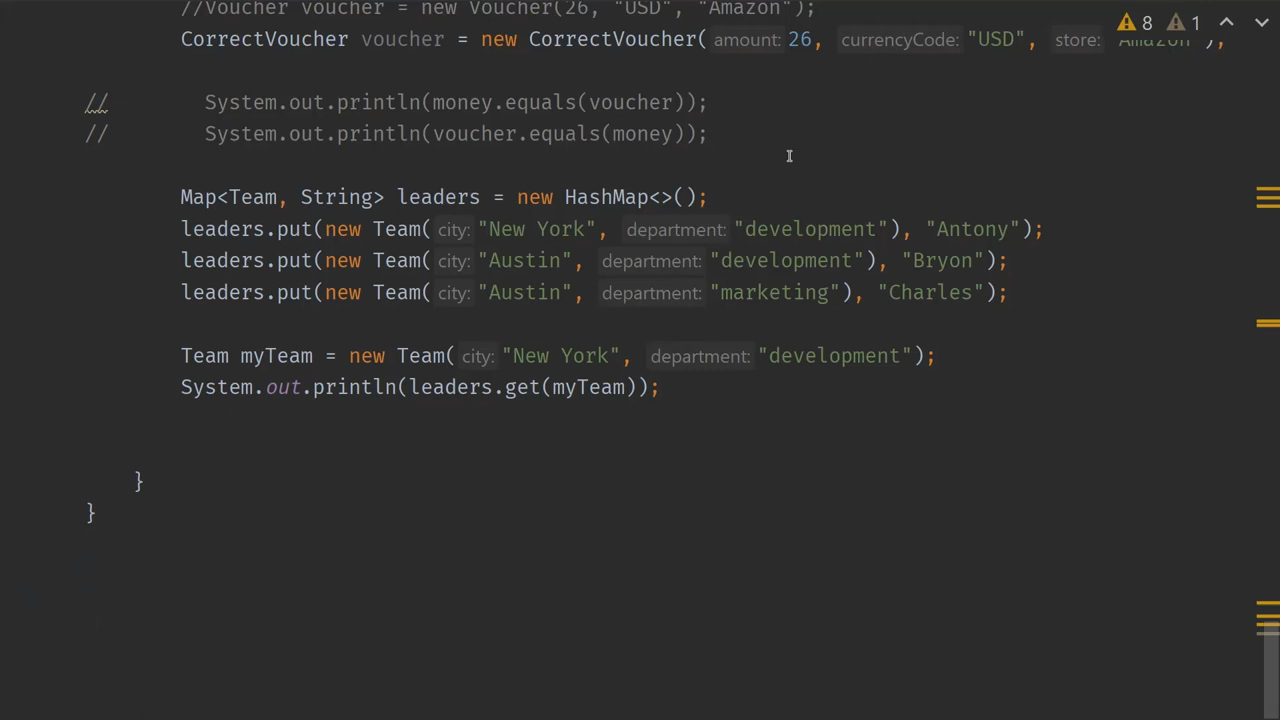 //Voucher voucher = new Voucher(26, "USD", "Amazon");
8 1
CorrectVoucher voucher = new CorrectVoucher( amount: 26, currencyCode: "USD", store: "Amazon");
// System.out.println(money.equals(voucher));
// System.out.println(voucher.equals(money));
Map<Team, String> leaders = new HashMap<>();
leaders.put(new Team( city: "New York", department: "development"), "Antony");
leaders.put(new Team( city: "Austin", department: "development"), "Bryon");
leaders.put(new Team( city: "Austin", department: "marketing"), "Charles");
Team myTeam = new Team( city: "New York", department: "development");
System.out.println(leaders.get(myTeam));
}
}